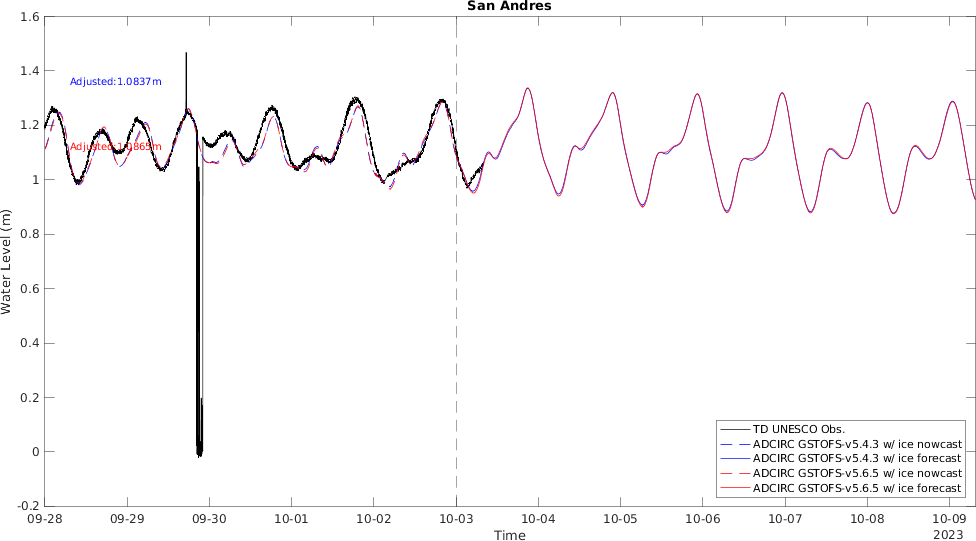 San Andres
1.6
1.4
1.2
1
0.8
0.6
0.4
0.2
0
-0.2
Water Level (m)
Adjusted:1.0837m
Adjusted:1.0865m
TD UNESCO Obs.
ADCIRC GSTOFS-v5.4.3 w/ ice nowcast
ADCIRC GSTOFS-v5.4.3 w/ ice forecast
ADCIRC GSTOFS-v5.6.5 w/ ice nowcast
ADCIRC GSTOFS-v5.6.5 w/ ice forecast
09-28 09-29 09-30 10-01 10-02 10-03 10-04 10-05 10-06 10-07 10-08 10-09
Time 2023